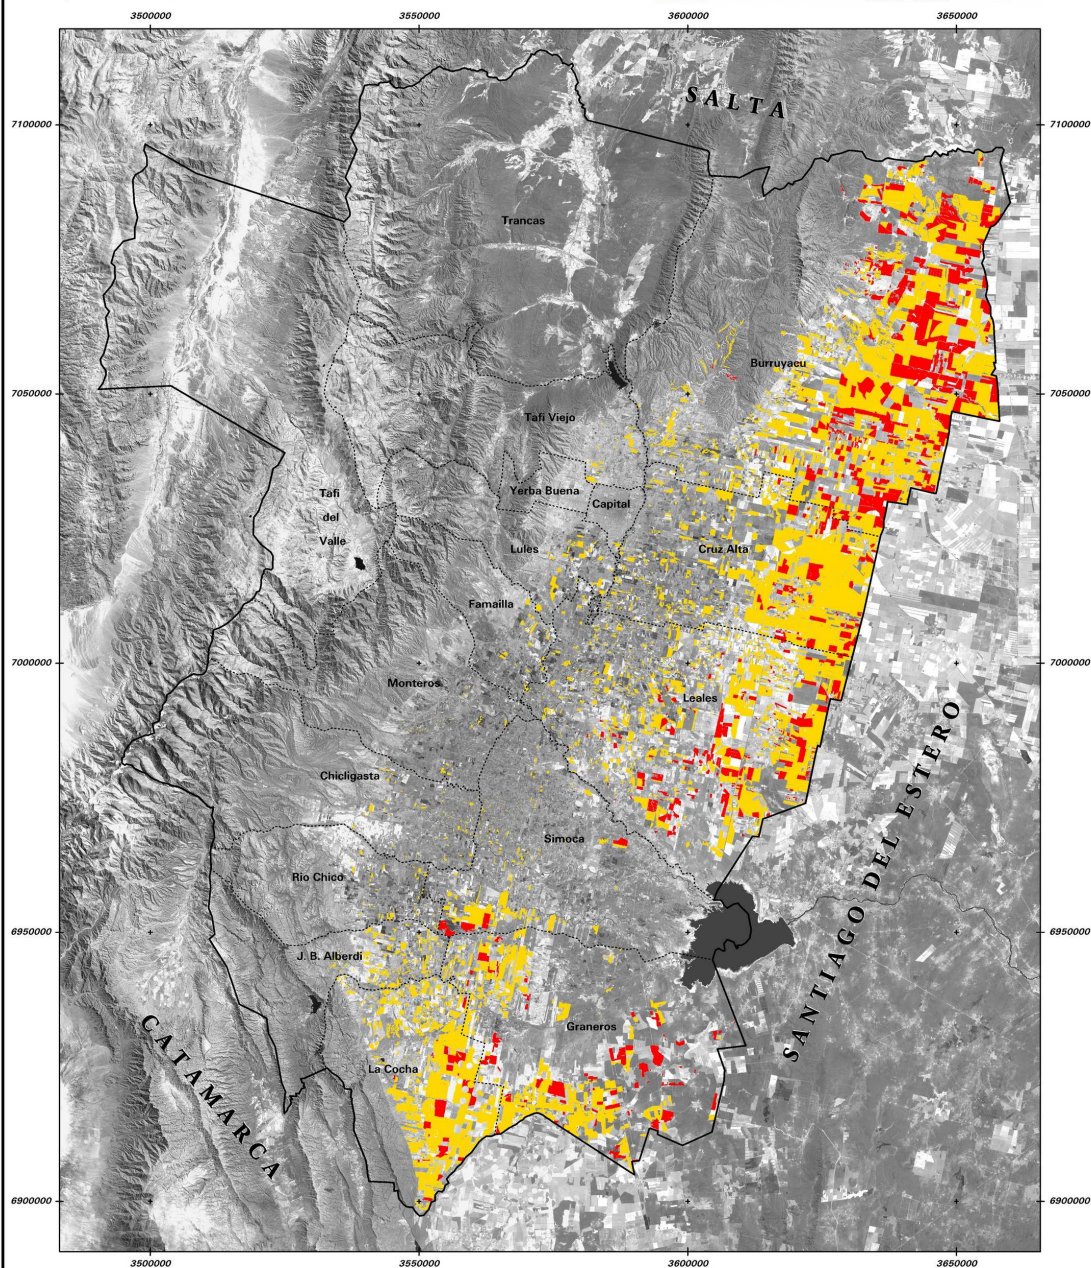 3500000 3550000 3600000 3650000
SALTA
7100000 7100000
Trancas
Burruyacu
7050000 7050000
Tafi Viejo
Yerba Buena
Tafi
del
Valle
Capital
Lules
Cruz Alta
Famailla
7000000 7000000
Monteros
Leales
Chicligasta
Simoca
SANTIAGO DEL ESTERO
Rio Chico
6950000 6950000
J. B. Alberdi
Graneros
CATAMARCA
La Cocha
6900000 6900000
3500000 3550000 3600000 3650000